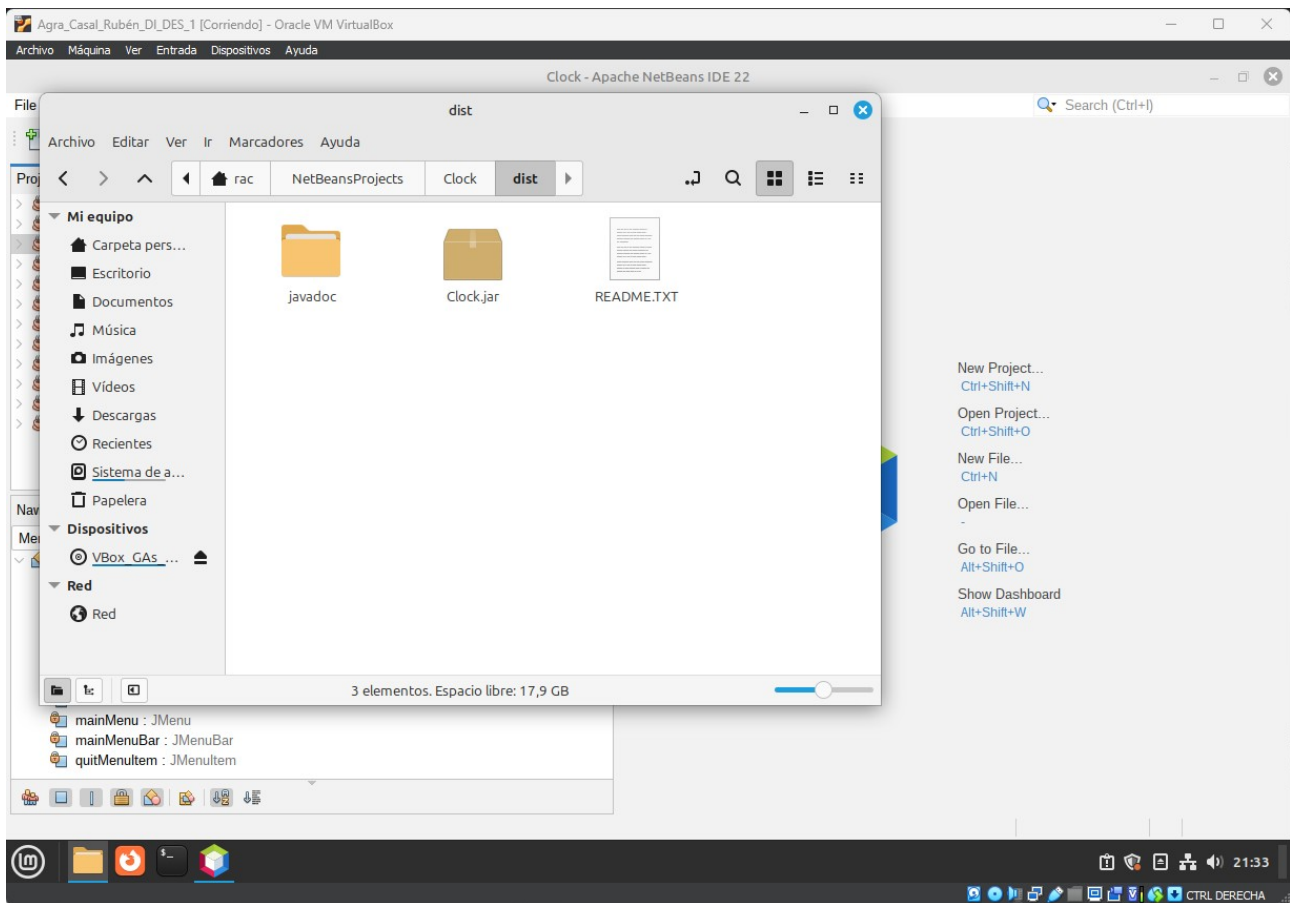 Agra_Casal_Rubén_DI_DES_1 [Corriendo] - Oracle VM VirtualBox
Archivo Máquina Ver Entrada Dispositivos Ayuda
Clock - Apache NetBeans IDE 22
File
Search (Ctrl+I)
dist
Archivo Editar Ver Ir Marcadores Ayuda
Proj
rac NetBeansProjects Clock dist
Mi equipo
Carpeta pers...
Escritorio
Documentos
Música
Imágenes
Vídeos
Descargas
Recientes
Sistema de a...
Papelera
Dispositivos
VBox_GAs_...
Red
Red
javadoc
Clock.jar
README.TXT
3 elementos. Espacio libre: 17,9 GB
New Project...
Ctrl+Shift+N
Open Project...
Ctrl+Shift+O
New File...
Ctrl+N
Open File...
-
Go to File...
Alt+Shift+O
Show Dashboard
Alt+Shift+W
Nav
Mer
mainMenu : JMenu
mainMenuBar : JMenuBar
quitMenuItem : JMenuItem
21:33
CTRL DERECHA